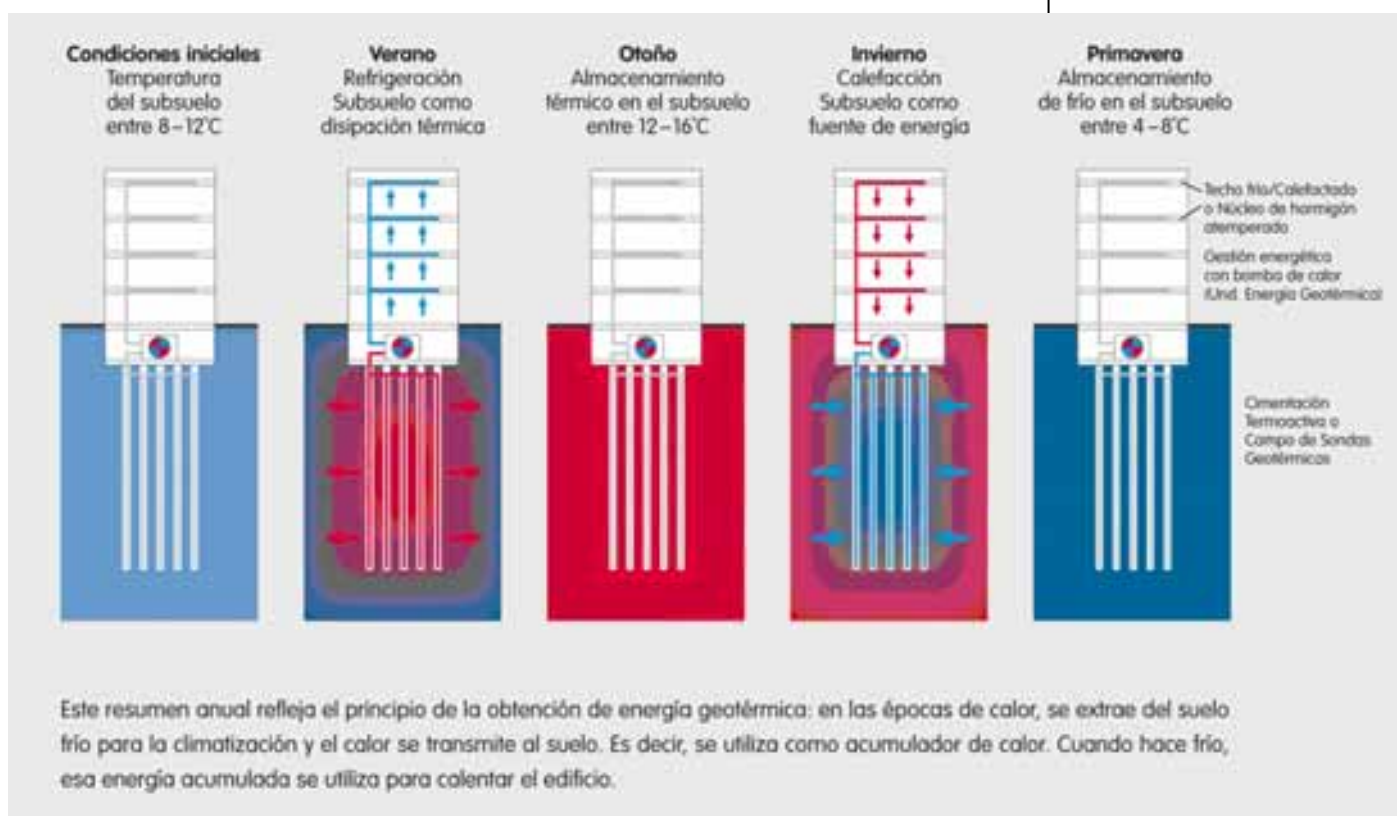 Condiciones iniciales
Temperatura
del subsuelo
entre 8–12°C
Verano
Refrigeración
Subsuelo como
disipación térmica
Otoño
Almacenamiento
térmico en el subsuelo
entre 12–16°C
Invierno
Calefacción
Subsuelo como
fuente de energía
Primavera
Almacenamiento
de frío en el subsuelo
entre 4–8°C
Techo frío/Calefactado
o Núcleo de hormigón
atemperado
Gestión energética
con bomba de calor
(Und. Energía Geotérmica)
Cimentación
Termoactiva o
Campo de Sondas
Geotérmicas
Este resumen anual refleja el principio de la obtención de energía geotérmica: en las épocas de calor, se extrae del suelo
frío para la climatización y el calor se transmite al suelo. Es decir, se utiliza como acumulador de calor. Cuando hace frío,
esa energía acumulada se utiliza para calentar el edificio.